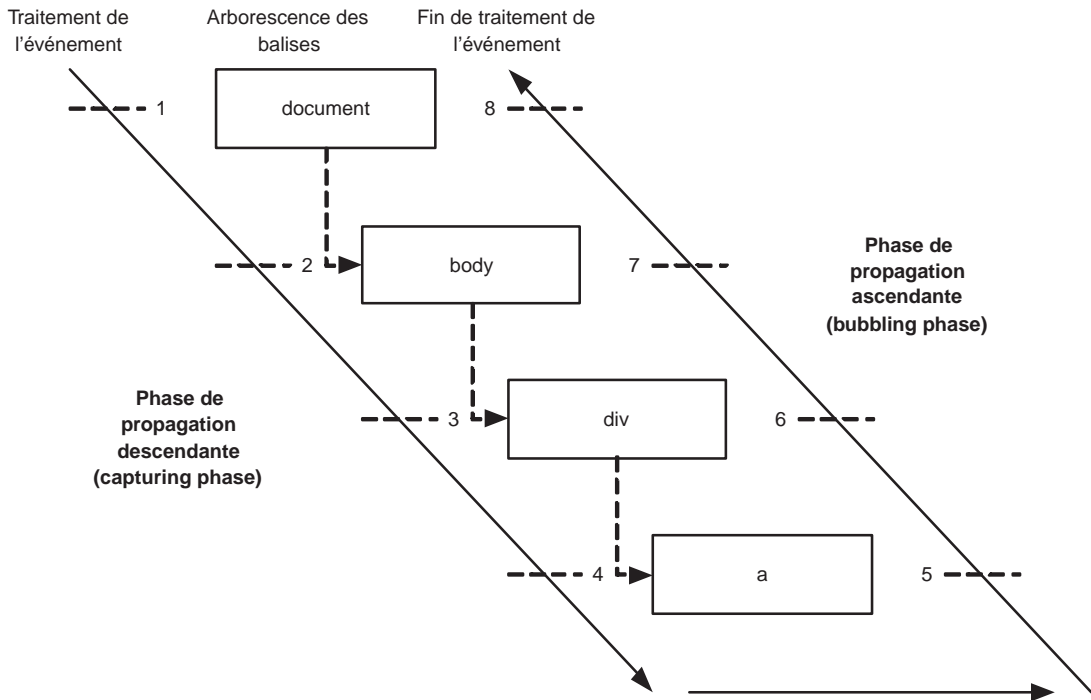 Traitement de
l'événement
Arborescence des
balises
Fin de traitement de
l'événement
1
document
8
2
body
7
Phase de
propagation
ascendante
(bubbling phase)
Phase de
propagation
descendante
(capturing phase)
3
div
6
4
a
5